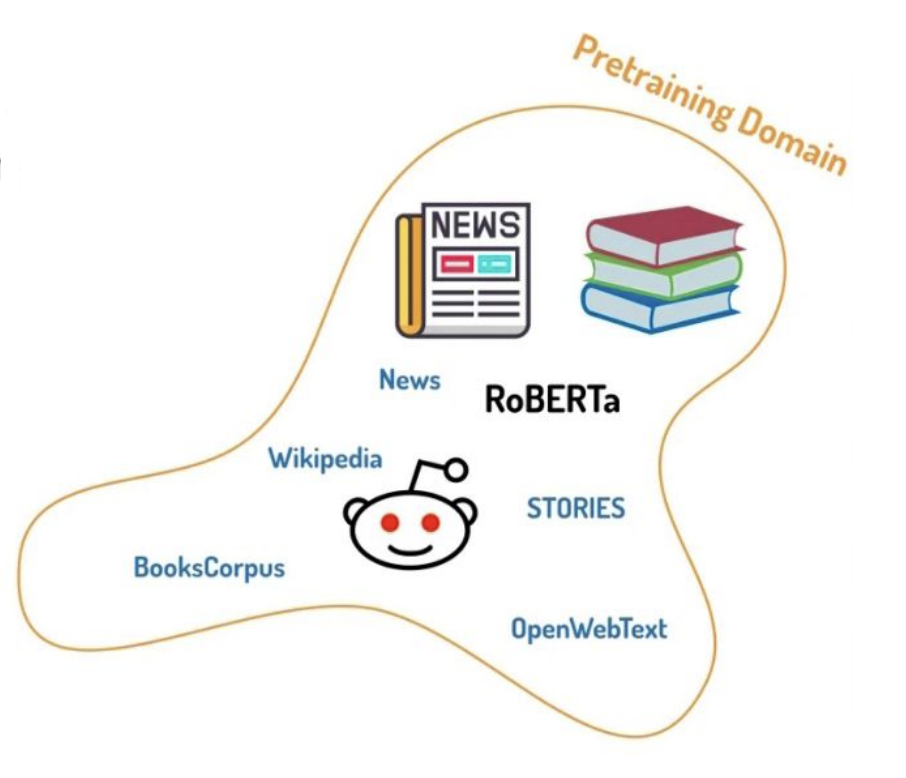 Pretraining Domain
NEWS
News
RoBERTa
Wikipedia
STORIES
BooksCorpus
OpenWebText